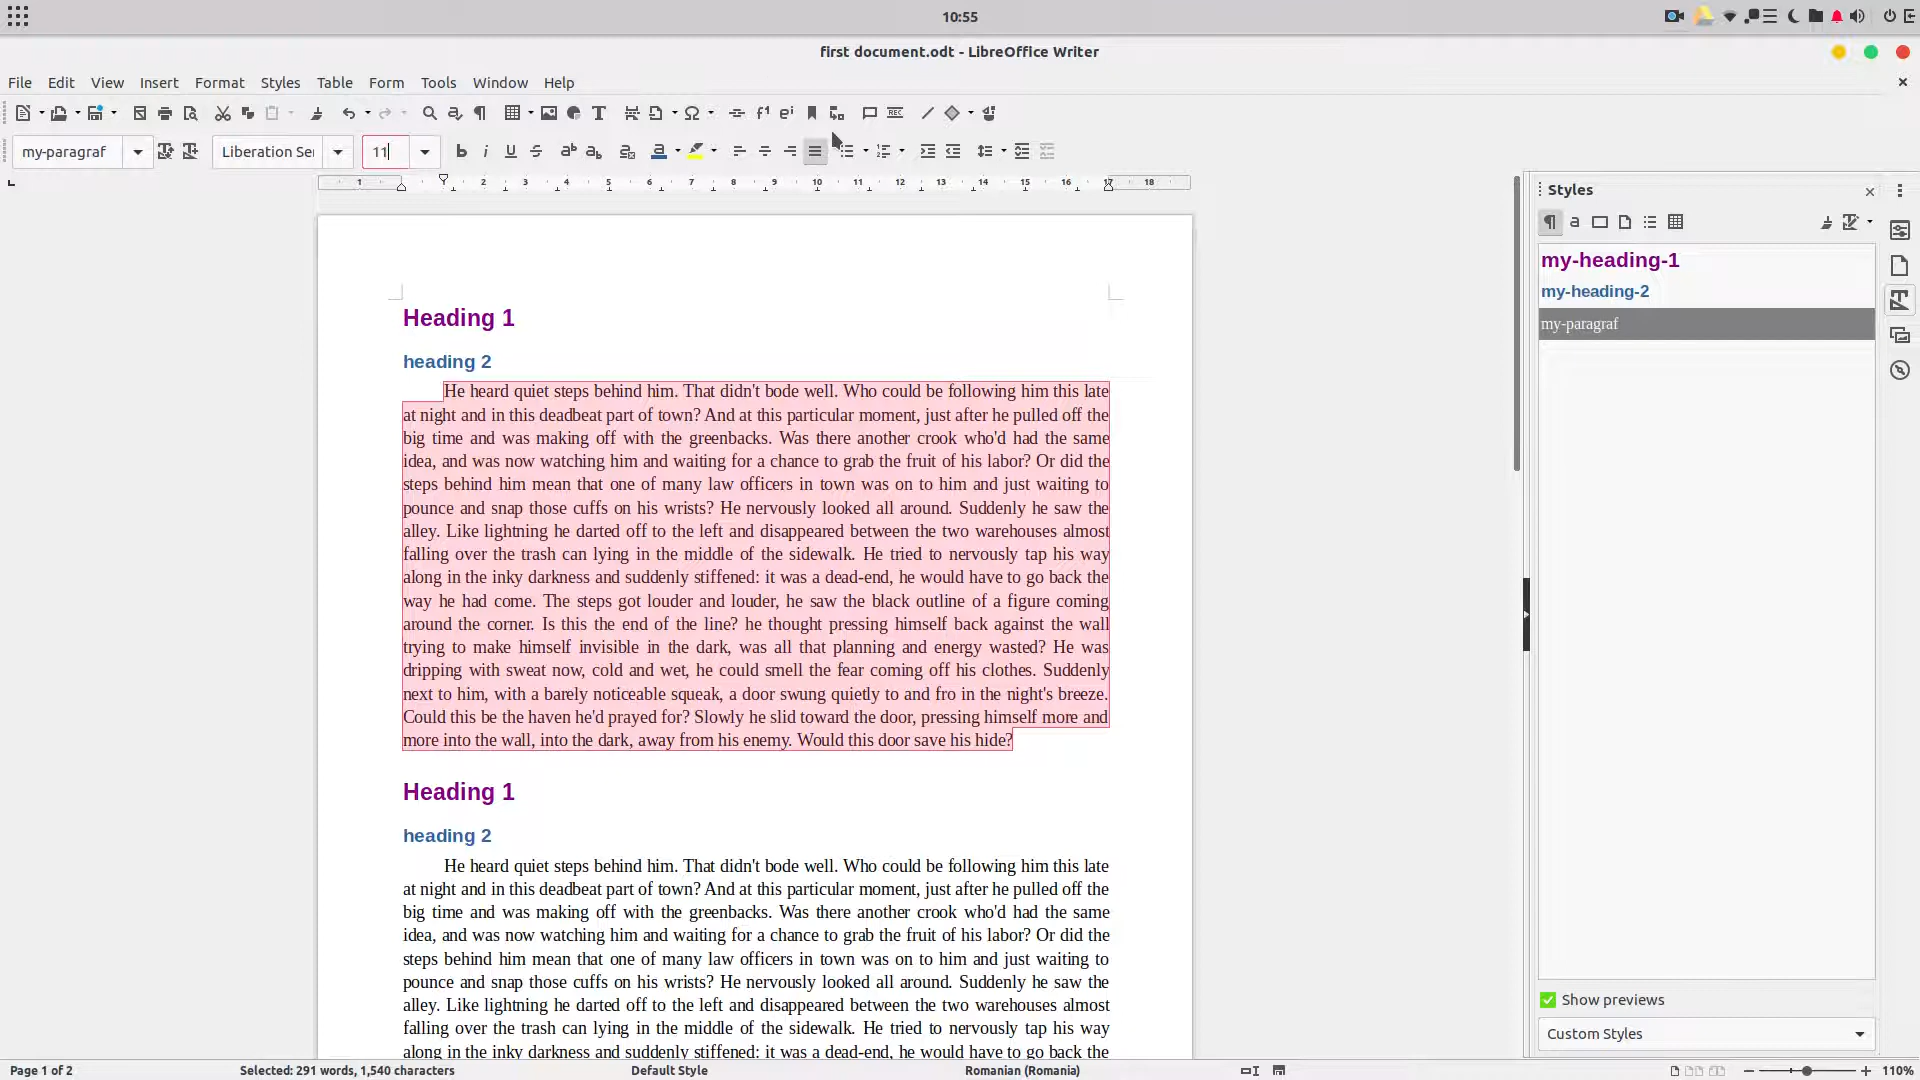 10:55
first document.odt - LibreOffice Writer
File Edit View Insert Format Styles Table Form Tools Window Help
my-paragraf Liberation Se 11
1 1 2 3 4 5 6 7 8 9 10 11 12 13 14 15 16 17 18
Heading 1
heading 2
He heard quiet steps behind him. That didn't bode well. Who could be following him this late
at night and in this deadbeat part of town? And at this particular moment, just after he pulled off the
big time and was making off with the greenbacks. Was there another crook who'd had the same
idea, and was now watching him and waiting for a chance to grab the fruit of his labor? Or did the
steps behind him mean that one of many law officers in town was on to him and just waiting to
pounce and snap those cuffs on his wrists? He nervously looked all around. Suddenly he saw the
alley. Like lightning he darted off to the left and disappeared between the two warehouses almost
falling over the trash can lying in the middle of the sidewalk. He tried to nervously tap his way
along in the inky darkness and suddenly stiffened: it was a dead-end, he would have to go back the
way he had come. The steps got louder and louder, he saw the black outline of a figure coming
around the corner. Is this the end of the line? he thought pressing himself back against the wall
trying to make himself invisible in the dark, was all that planning and energy wasted? He was
dripping with sweat now, cold and wet, he could smell the fear coming off his clothes. Suddenly
next to him, with a barely noticeable squeak, a door swung quietly to and fro in the night's breeze.
Could this be the haven he'd prayed for? Slowly he slid toward the door, pressing himself more and
more into the wall, into the dark, away from his enemy. Would this door save his hide?
Heading 1
heading 2
He heard quiet steps behind him. That didn't bode well. Who could be following him this late
at night and in this deadbeat part of town? And at this particular moment, just after he pulled off the
big time and was making off with the greenbacks. Was there another crook who'd had the same
idea, and was now watching him and waiting for a chance to grab the fruit of his labor? Or did the
steps behind him mean that one of many law officers in town was on to him and just waiting to
pounce and snap those cuffs on his wrists? He nervously looked all around. Suddenly he saw the
alley. Like lightning he darted off to the left and disappeared between the two warehouses almost
falling over the trash can lying in the middle of the sidewalk. He tried to nervously tap his way
along in the inky darkness and suddenly stiffened: it was a dead-end, he would have to go back the
Styles
my-heading-1
my-heading-2
my-paragraf
Show previews
Custom Styles
Page 1 of 2 Selected: 291 words, 1,540 characters Default Style Romanian (Romania) 110%